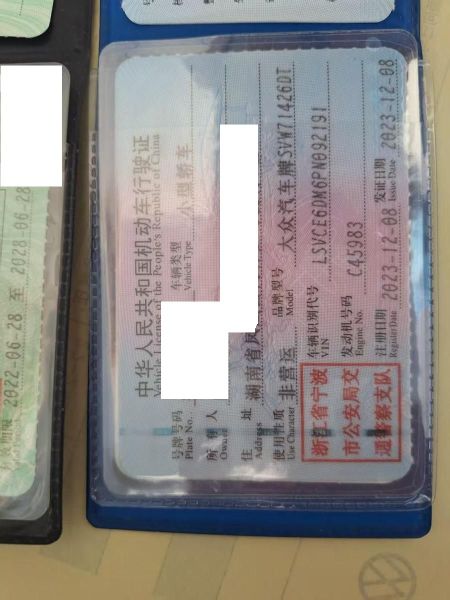 中华人民共和国机动车行驶证
Vehicle License of the People's Republic of China
号牌号码
Plate No.
车辆类型 小型轿车
Vehicle Type
所有人
Owner
住址 湖南省凤
Address
使用性质 非营运
Use Character
品牌型号 大众汽车牌SVW71426DT
Model
车辆识别代号 LSVCE6DM6PN092191
VIN
发动机号码 C45983
Engine No.
注册日期 2023-12-08
Register Date
发证日期 2023-12-08
Issue Date
浙江省宁波
市公安局交
通警察支队
2022-06-28 至 2028-06-28